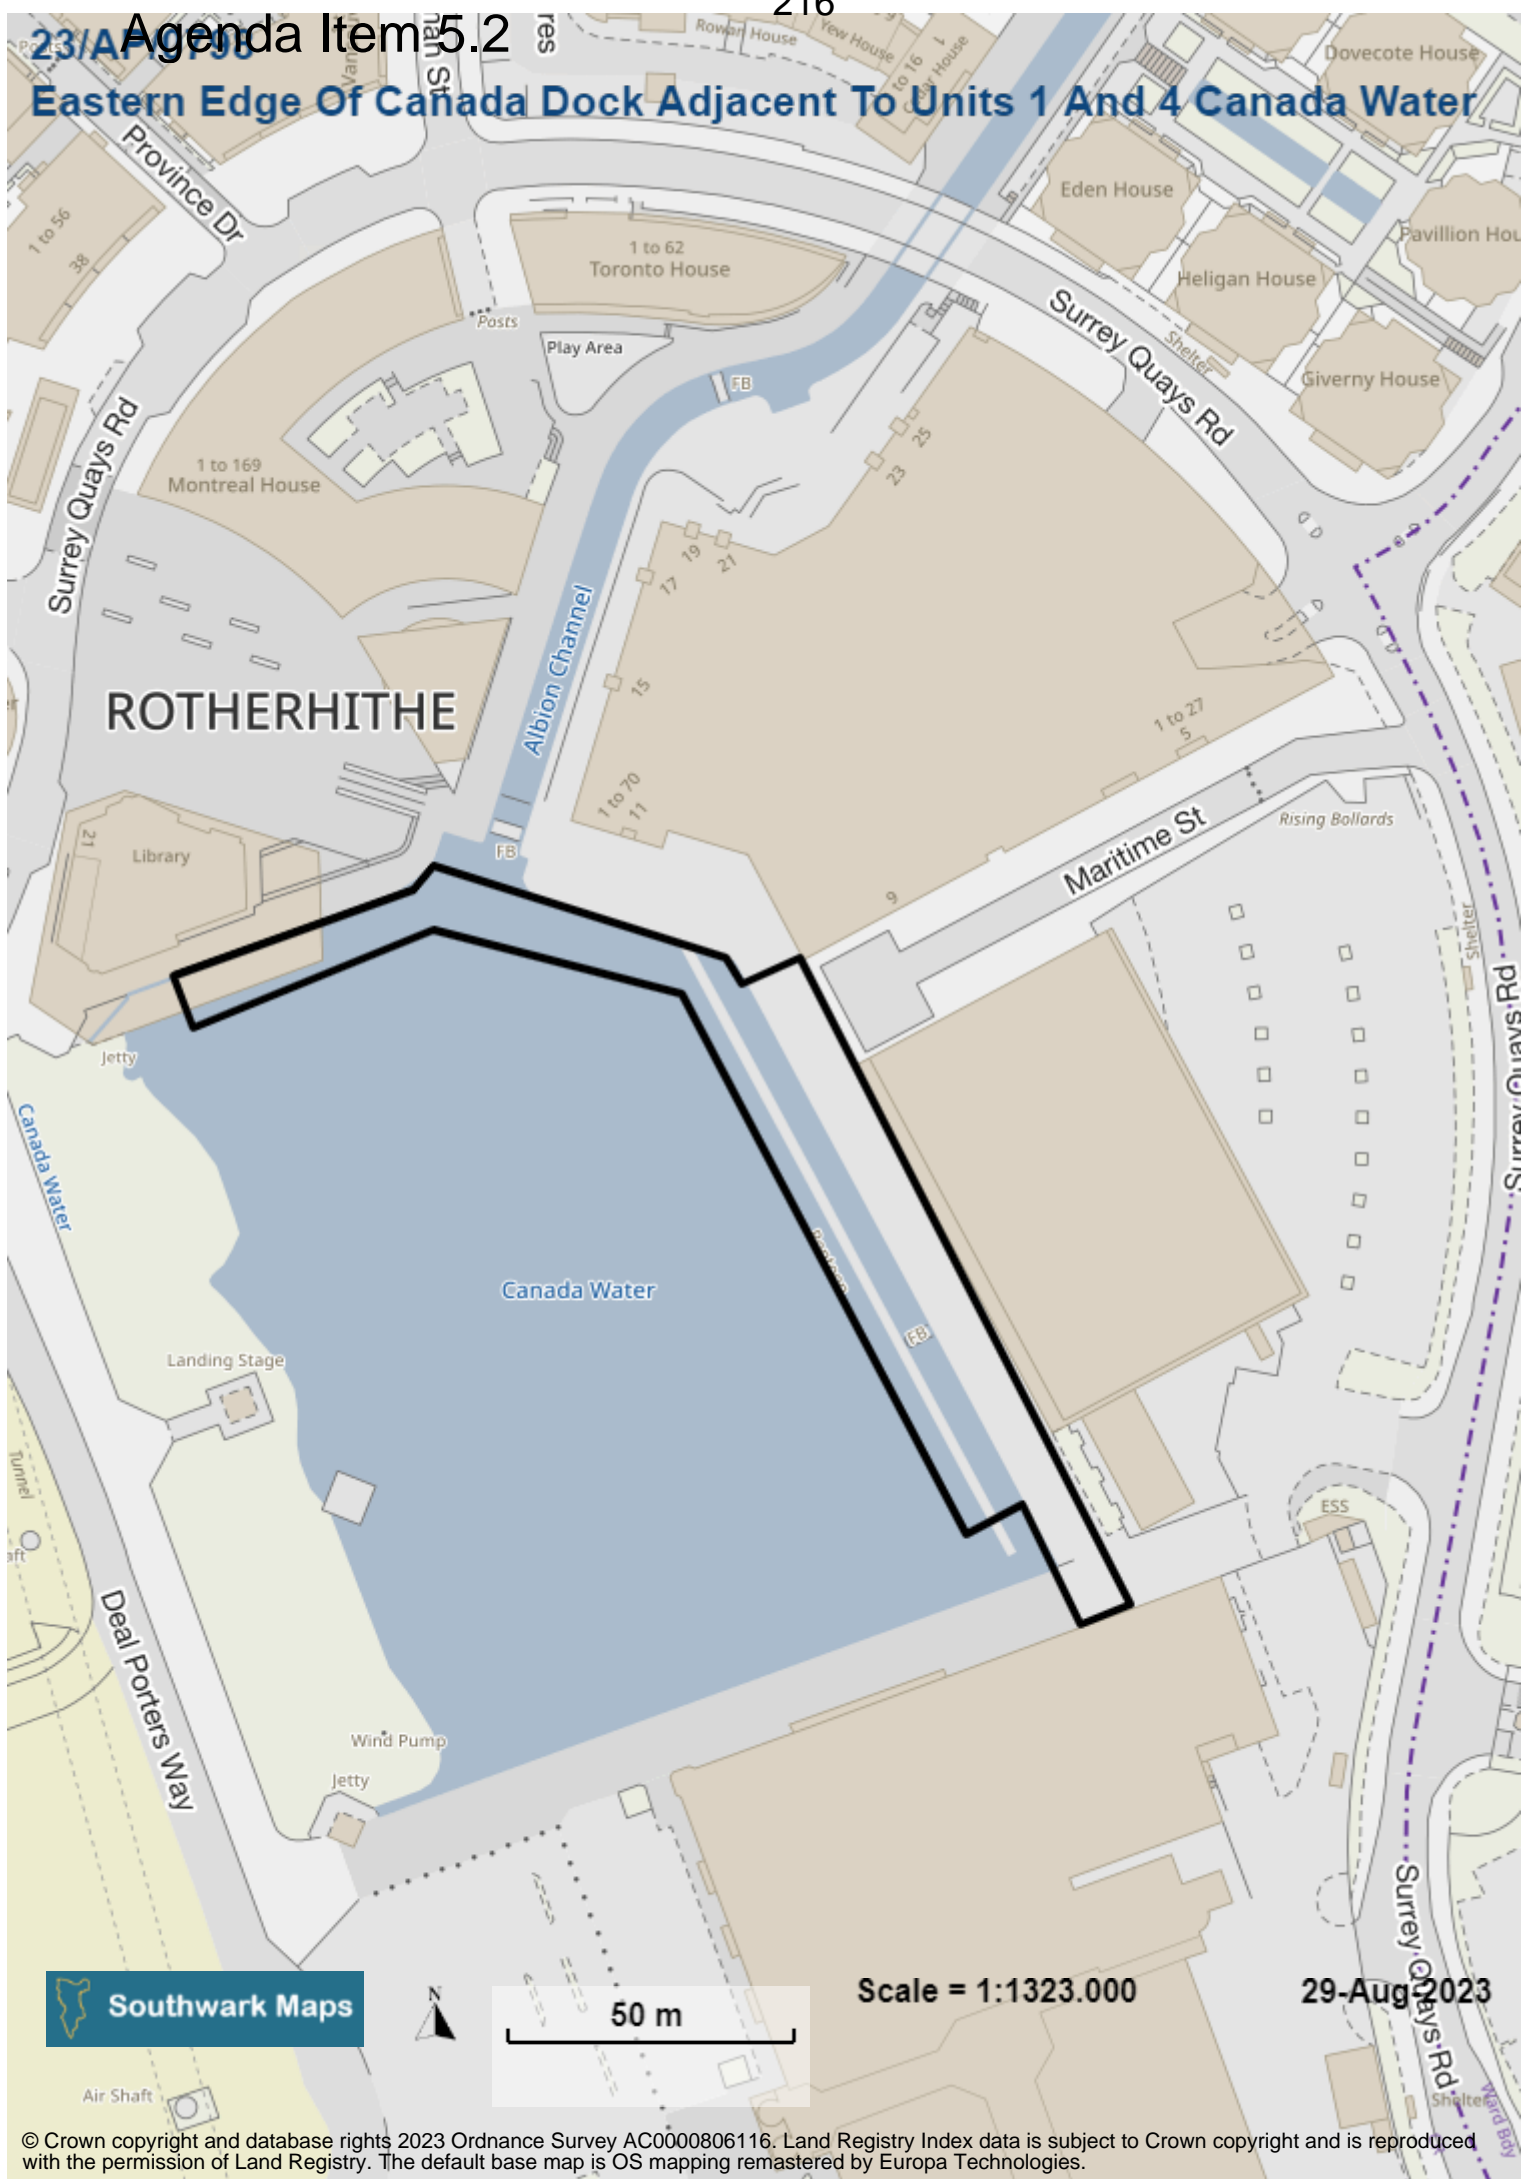 216
Agenda Item 5.2
Eastern Edge Of Canada Dock Adjacent To Units 1 And 4 Canada Water
Rowan House
Yew House
Cedar House
Dovecote House
Province Dr
1 to 56
38
Eden House
Pavillion Hou
1 to 62
Toronto House
Heligan House
Surrey Quays Rd
Shelter
Giverny House
Posts
Play Area
FB
25
23
1 to 169
Montreal House
Surrey Quays Rd
19
21
17
Albion Channel
15
ROTHERHITHE
1 to 27
5
1 to 70
11
Maritime St
Rising Bollards
21
Library
FB
9
Shelter
Surrey Quays Rd
Jetty
Canada Water
Canada Water
FB
Landing Stage
Tunnel
ESS
Deal Porters Way
Wind Pump
Jetty
Surrey Quays Rd
Southwark Maps
N
50 m
Scale = 1:1323.000
29-Aug-2023
Air Shaft
Shelter
Ward Bdy
© Crown copyright and database rights 2023 Ordnance Survey AC0000806116. Land Registry Index data is subject to Crown copyright and is reproduced
with the permission of Land Registry. The default base map is OS mapping remastered by Europa Technologies.